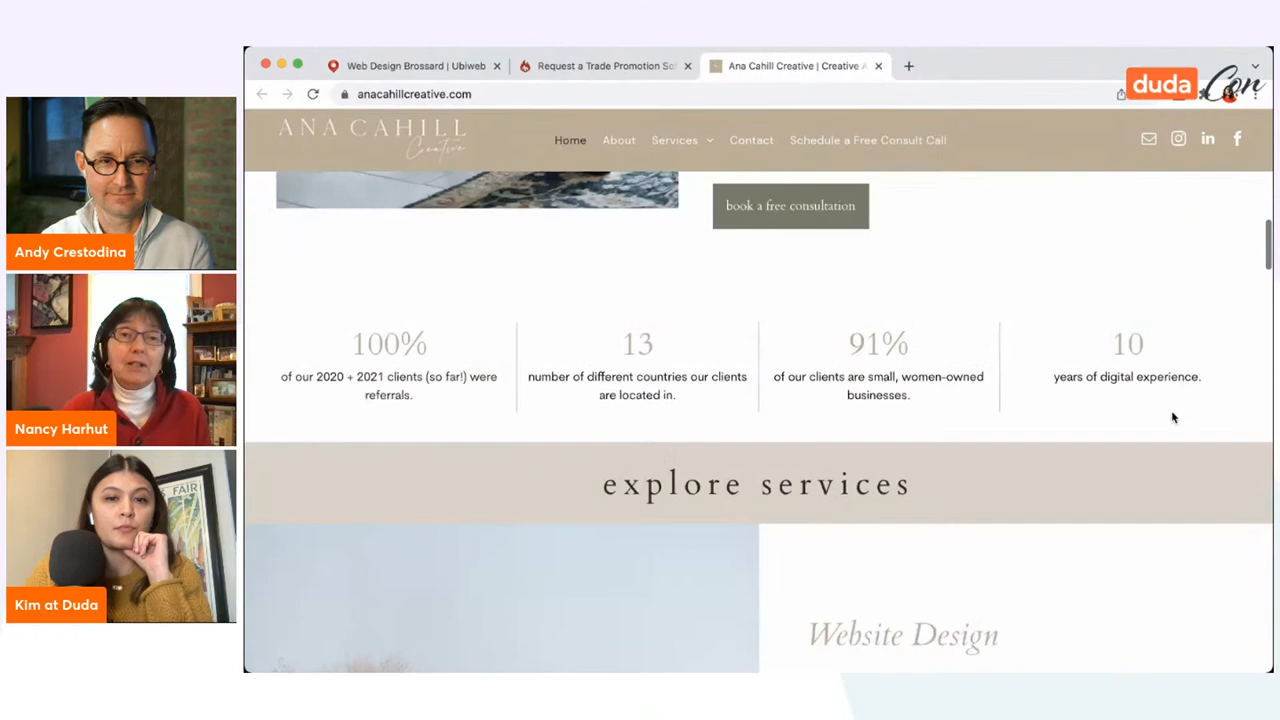 Web Design Brossard | Ubiweb
Request a Trade Promotion Sof
Ana Cahill Creative | Creative A
duda Con
anacahillcreative.com
ANA CAHILL
Creative
Home
About
Services
Contact
Schedule a Free Consult Call
book a free consultation
Andy Crestodina
100%
of our 2020 + 2021 clients (so far!) were
referrals.
13
number of different countries our clients
are located in.
91%
of our clients are small, women-owned
businesses.
10
years of digital experience.
Nancy Harhut
explore services
S FAIR
Kim at Duda
Website Design